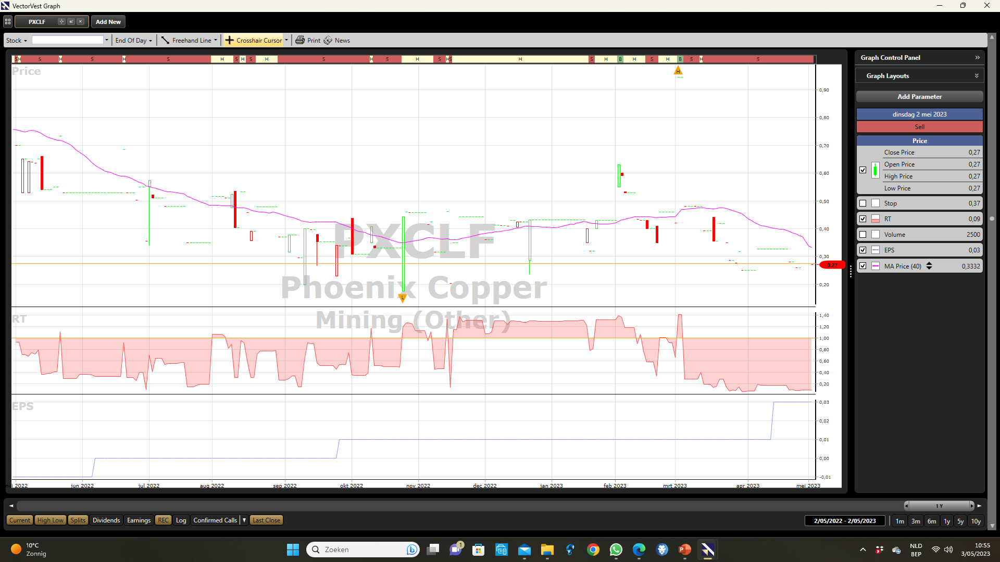 VectorVest Graph
PXCLF Add New
Stock End Of Day Freehand Line Crosshair Cursor Print News
S H S H S H S H S H S H S H S H S H S H S H B H S H B S H S
Price
H
0,90
0,80
0,70
0,60
0,50
0,40
0,30
0.27
0,20
PXCLF
Phoenix Copper
Mining (Other)
L
RT
1,40
1,20
1,00
0,80
0,60
0,40
0,20
EPS
0,03
0,02
0,01
0,00
-0,01
mei 2022 jun 2022 jul 2022 aug 2022 sep 2022 okt 2022 nov 2022 dec 2022 jan 2023 feb 2023 mrt 2023 apr 2023 mei 2023
Graph Control Panel
Graph Layouts
Add Parameter
dinsdag 2 mei 2023
Sell
Price
Close Price 0,27
Open Price 0,27
High Price 0,27
Low Price 0,27
Stop 0,37
RT 0,09
Volume 2500
EPS 0,03
MA Price (40) 0,3332
1 Y
Current High Low Splits Dividends Earnings REC Log Confirmed Calls Last Close
2/05/2022 - 2/05/2023 1m 3m 6m 1y 5y 10y
10°C
Zonnig
Zoeken
1
NLD
BEP
10:55
3/05/2023